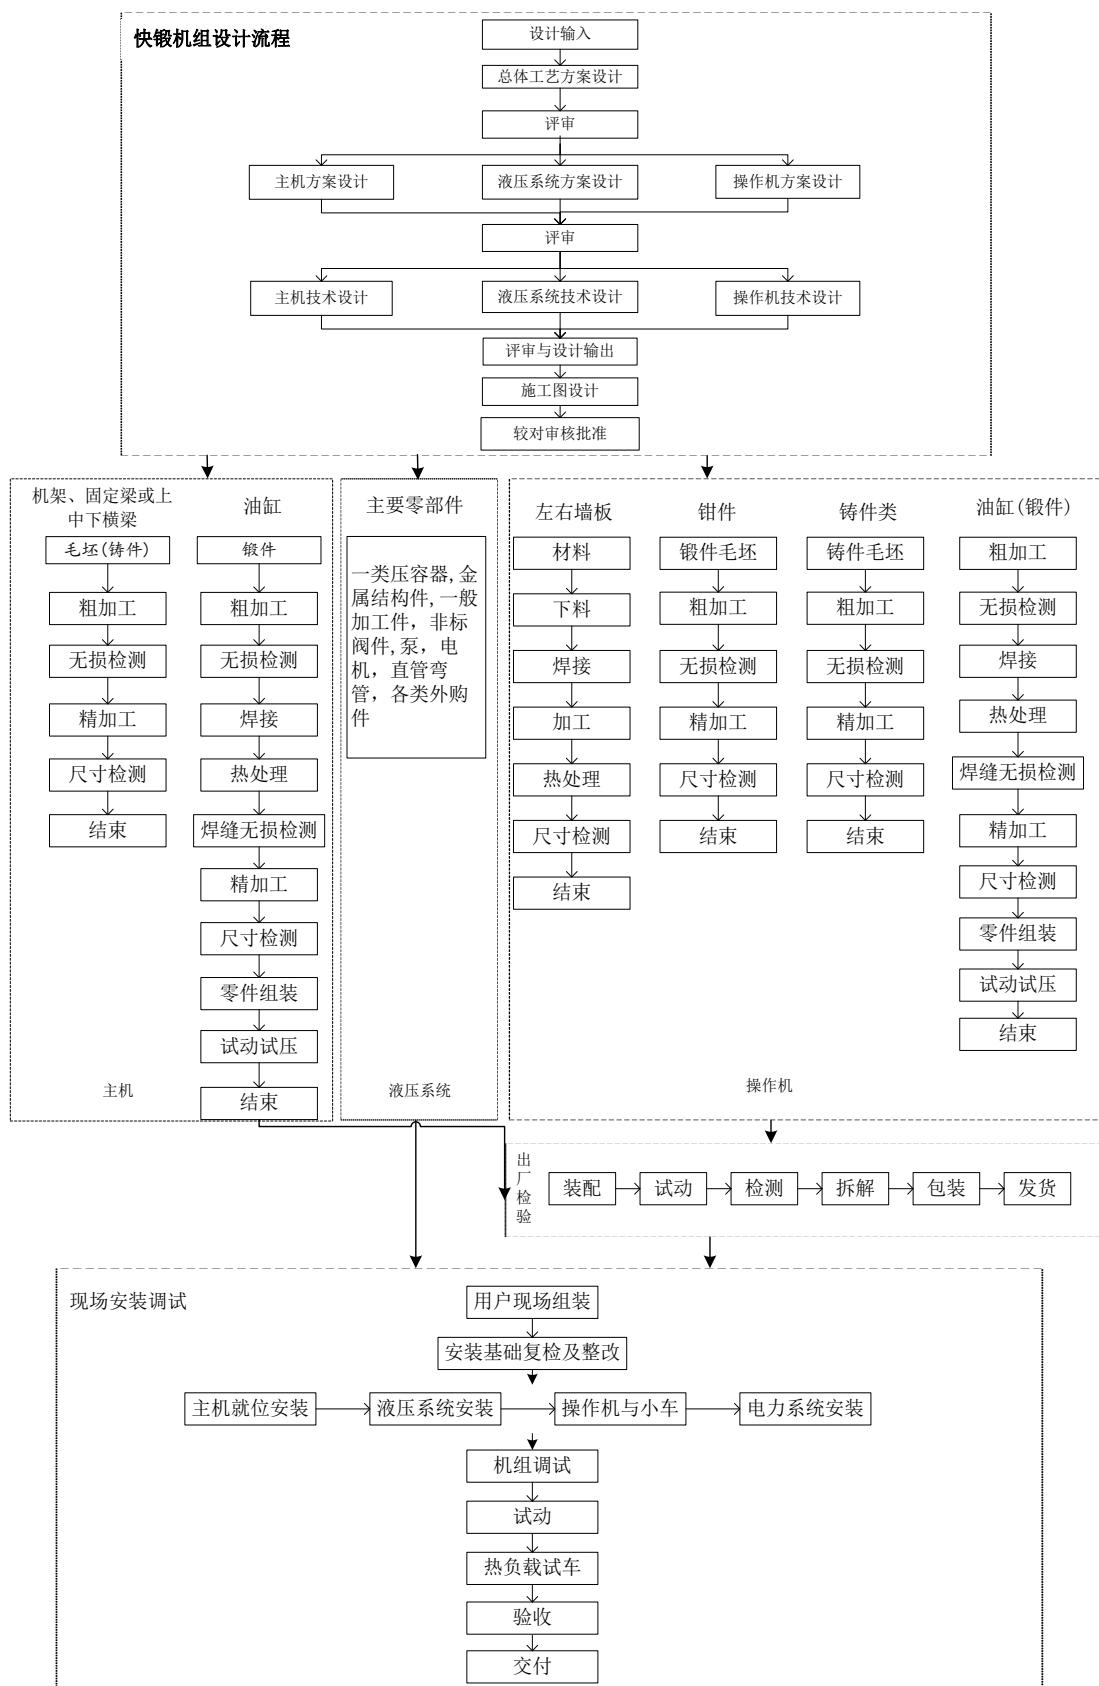 快锻机组设计流程
设计输入
总体工艺方案设计
评审
主机方案设计
液压系统方案设计
操作机方案设计
评审
主机技术设计
液压系统技术设计
操作机技术设计
评审与设计输出
施工图设计
较对审核批准
机架、固定梁或上
中下横梁
毛坯(铸件)
粗加工
无损检测
精加工
尺寸检测
结束
油缸
锻件
粗加工
无损检测
焊接
热处理
焊缝无损检测
精加工
尺寸检测
零件组装
试动试压
结束
主机
主要零部件
一类压容器,金
属结构件,一般
加工件，非标
阀件,泵，电
机，直管弯
管，各类外购
件
液压系统
左右墙板
材料
下料
焊接
加工
热处理
尺寸检测
结束
钳件
锻件毛坯
粗加工
无损检测
精加工
尺寸检测
结束
铸件类
铸件毛坯
粗加工
无损检测
精加工
尺寸检测
结束
油缸(锻件)
粗加工
无损检测
焊接
热处理
焊缝无损检测
精加工
尺寸检测
零件组装
试动试压
结束
操作机
出
厂
检
验
装配
试动
检测
拆解
包装
发货
现场安装调试
用户现场组装
安装基础复检及整改
主机就位安装
液压系统安装
操作机与小车
电力系统安装
机组调试
试动
热负载试车
验收
交付